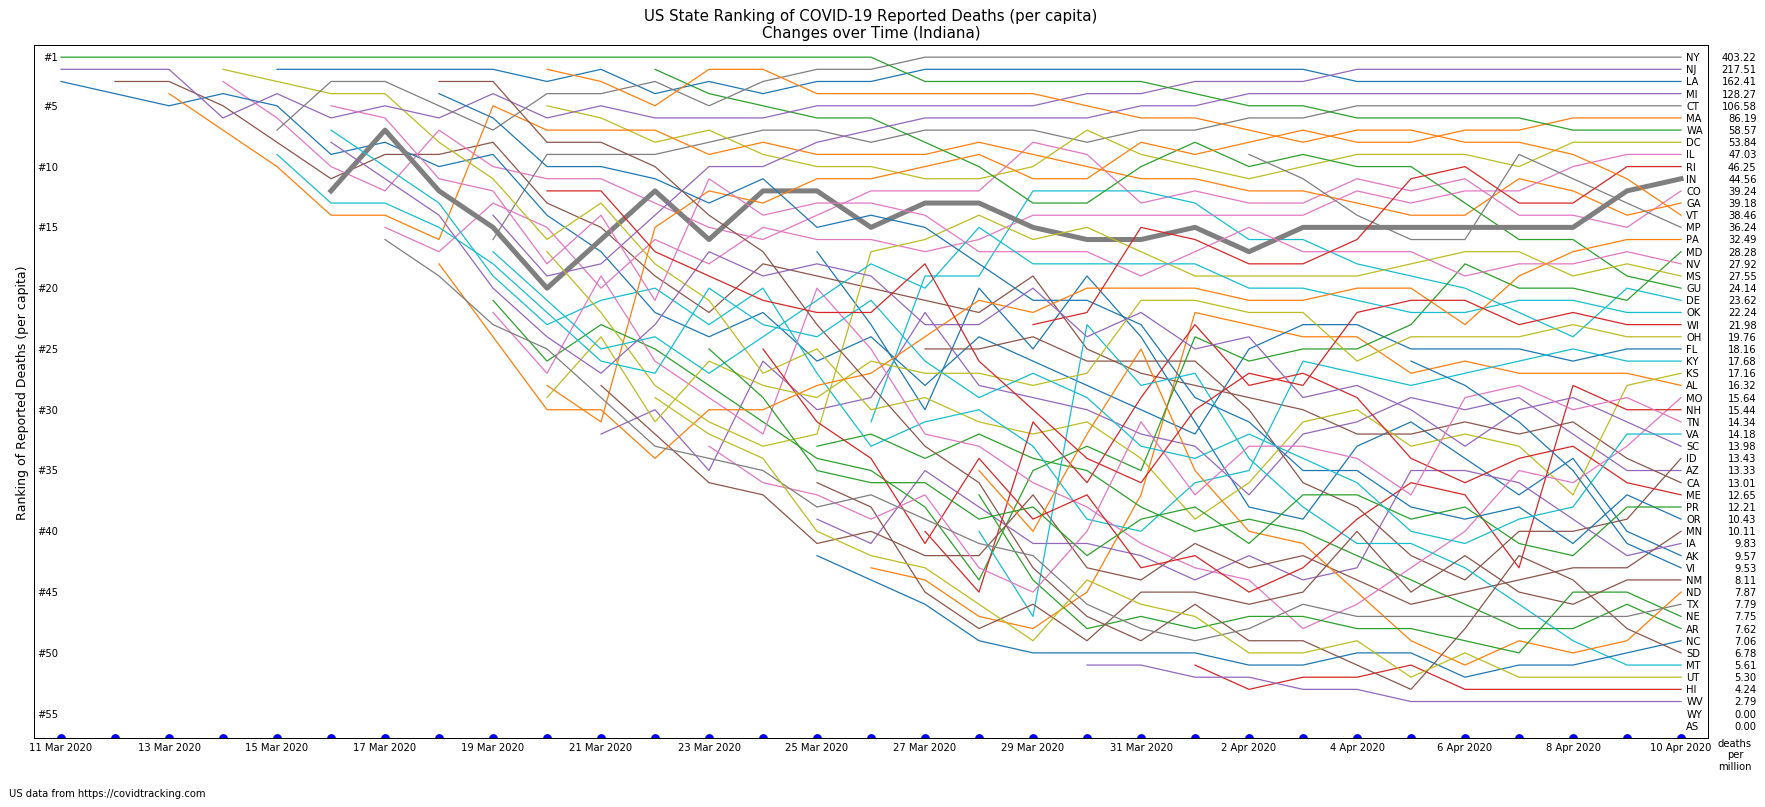 US State Ranking of COVID-19 Reported Deaths (per capita)
Changes over Time (Indiana)
Ranking of Reported Deaths (per capita)
#1
#5
#10
#15
#20
#25
#30
#35
#40
#45
#50
#55
NY 403.22
NJ 217.51
LA 162.41
MI 128.27
CT 106.58
MA 86.19
WA 58.57
DC 53.84
IL 47.03
RI 46.25
IN 44.56
CO 39.24
GA 39.18
VT 38.46
MP 36.24
PA 32.49
MD 28.28
NV 27.92
MS 27.55
GU 24.14
DE 23.62
OK 22.24
WI 21.98
OH 19.76
FL 18.16
KY 17.68
KS 17.16
AL 16.32
MO 15.64
NH 15.44
TN 14.34
VA 14.18
SC 13.98
ID 13.43
AZ 13.33
CA 13.01
ME 12.65
PR 12.21
OR 10.43
MN 10.11
IA 9.83
AK 9.57
VI 9.53
NM 8.11
ND 7.87
TX 7.79
NE 7.75
AR 7.62
NC 7.06
SD 6.78
MT 5.61
UT 5.30
HI 4.24
WV 2.79
WY 0.00
AS 0.00
11 Mar 2020 13 Mar 2020 15 Mar 2020 17 Mar 2020 19 Mar 2020 21 Mar 2020 23 Mar 2020 25 Mar 2020 27 Mar 2020 29 Mar 2020 31 Mar 2020 2 Apr 2020 4 Apr 2020 6 Apr 2020 8 Apr 2020 10 Apr 2020
deaths
per
million
US data from https://covidtracking.com